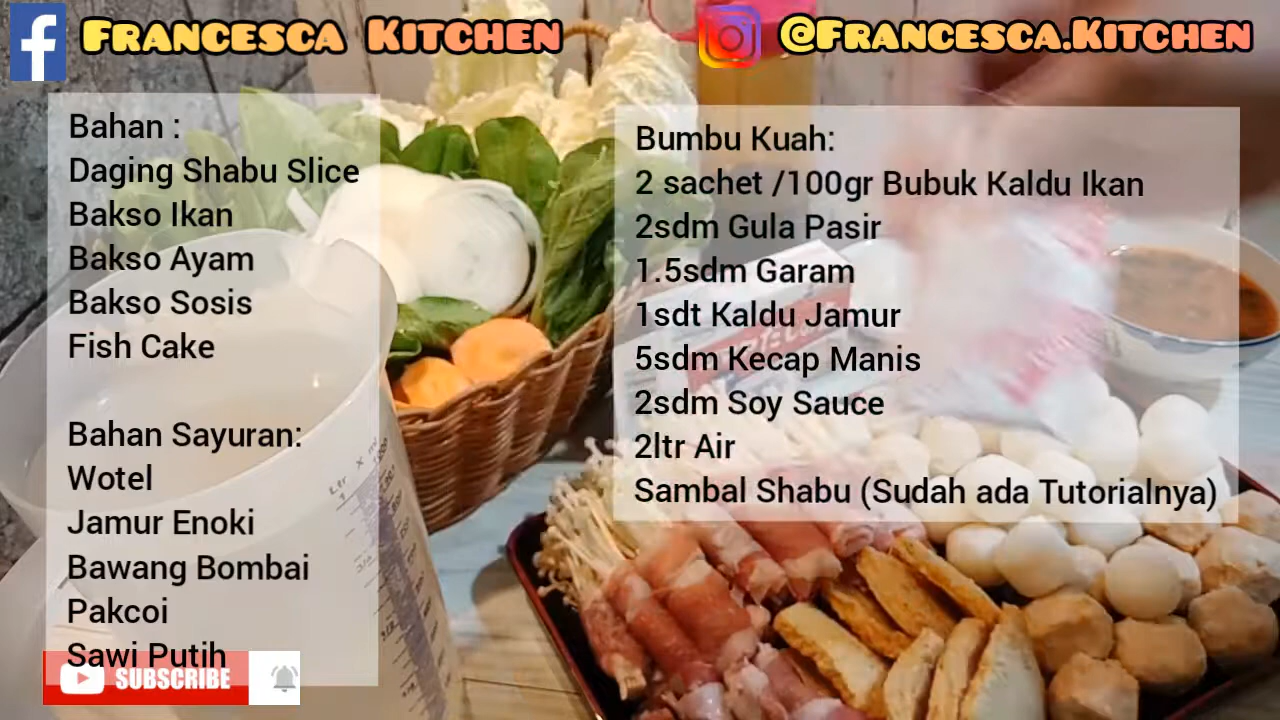 Francesca Kitchen
@Francesca.Kitchen
Bahan :
Daging Shabu Slice
Bakso Ikan
Bakso Ayam
Bakso Sosis
Fish Cake
Bahan Sayuran:
Wotel
Jamur Enoki
Bawang Bombai
Pakcoi
Sawi Putih
SUBSCRIBE
Bumbu Kuah:
2 sachet /100gr Bubuk Kaldu Ikan
2sdm Gula Pasir
1.5sdm Garam
1sdt Kaldu Jamur
5sdm Kecap Manis
2sdm Soy Sauce
2ltr Air
Sambal Shabu (Sudah ada Tutorialnya)